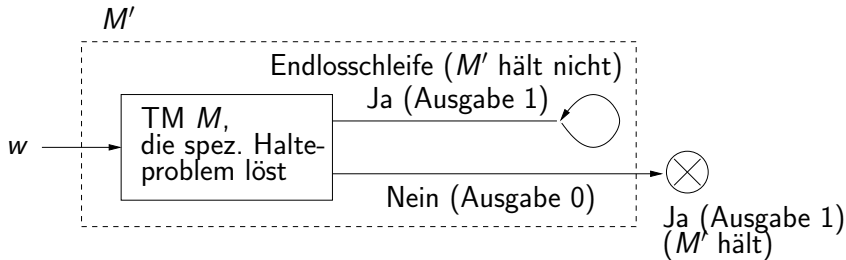 M′
Endlosschleife (M′ hält nicht)
Ja (Ausgabe 1)
TM M,
die spez. Halte-
problem löst
w
Nein (Ausgabe 0)
Ja (Ausgabe 1)
(M′ hält)